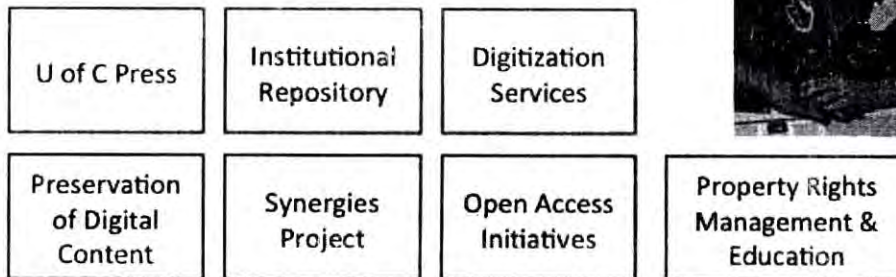 U of C Press
Institutional
Repository
Digitization
Services
Preservation
of Digital
Content
Synergies
Project
Open Access
Initiatives
Property Rights
Management &
Education